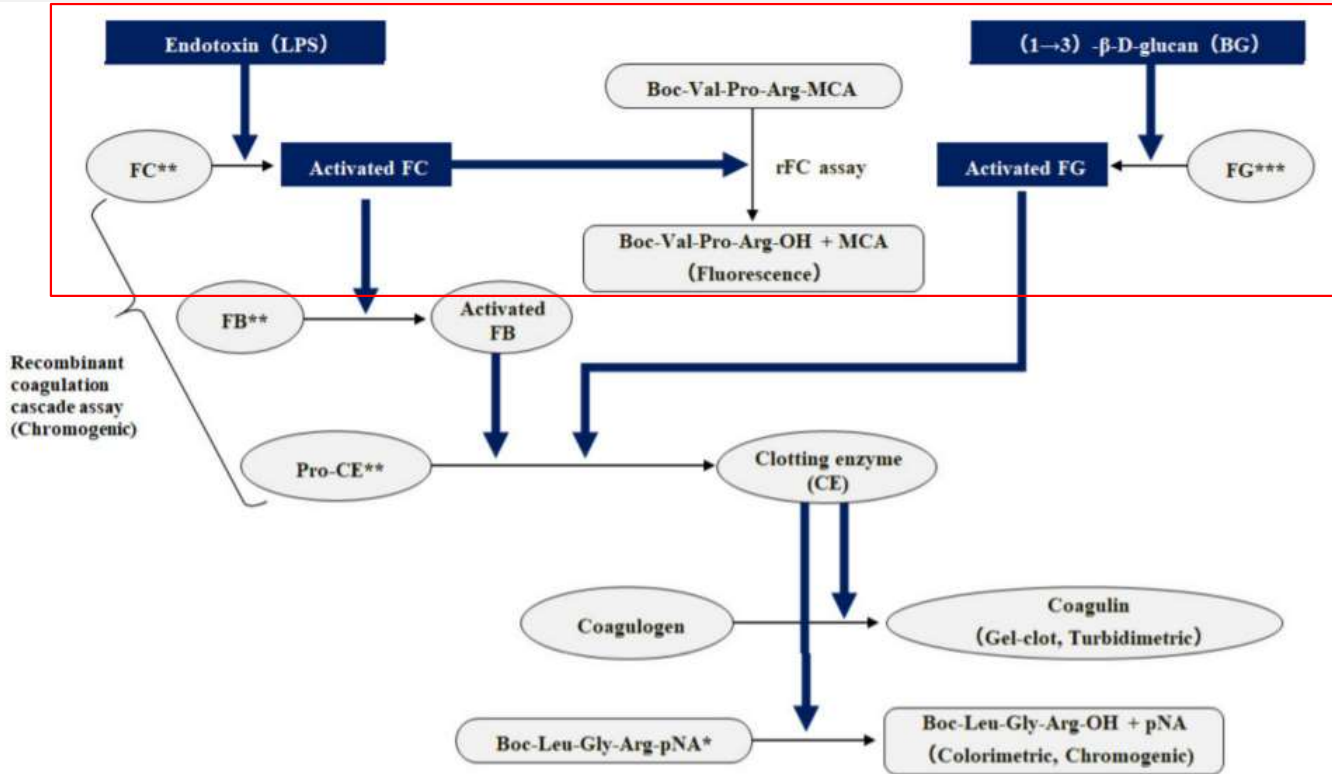 Endotoxin（LPS）
（1→3）-β-D-glucan（BG）
Boc-Val-Pro-Arg-MCA
FC**
Activated FC
rFC assay
Activated FG
FG***
Boc-Val-Pro-Arg-OH + MCA
（Fluorescence）
FB**
Activated
FB
Recombinant
coagulation
cascade assay
(Chromogenic)
Pro-CE**
Clotting enzyme
(CE)
Coagulogen
Coagulin
（Gel-clot, Turbidimetric）
Boc-Leu-Gly-Arg-pNA*
Boc-Leu-Gly-Arg-OH + pNA
（Colorimetric, Chromogenic）